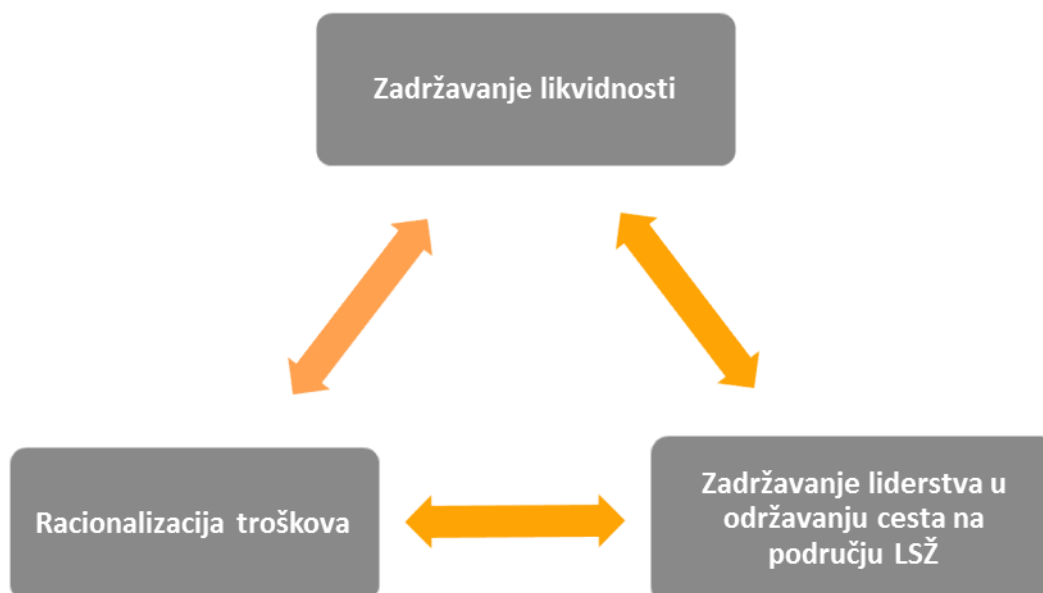 Zadržavanje likvidnosti
Racionalizacija troškova
Zadržavanje liderstva u
održavanju cesta na
području LSŽ